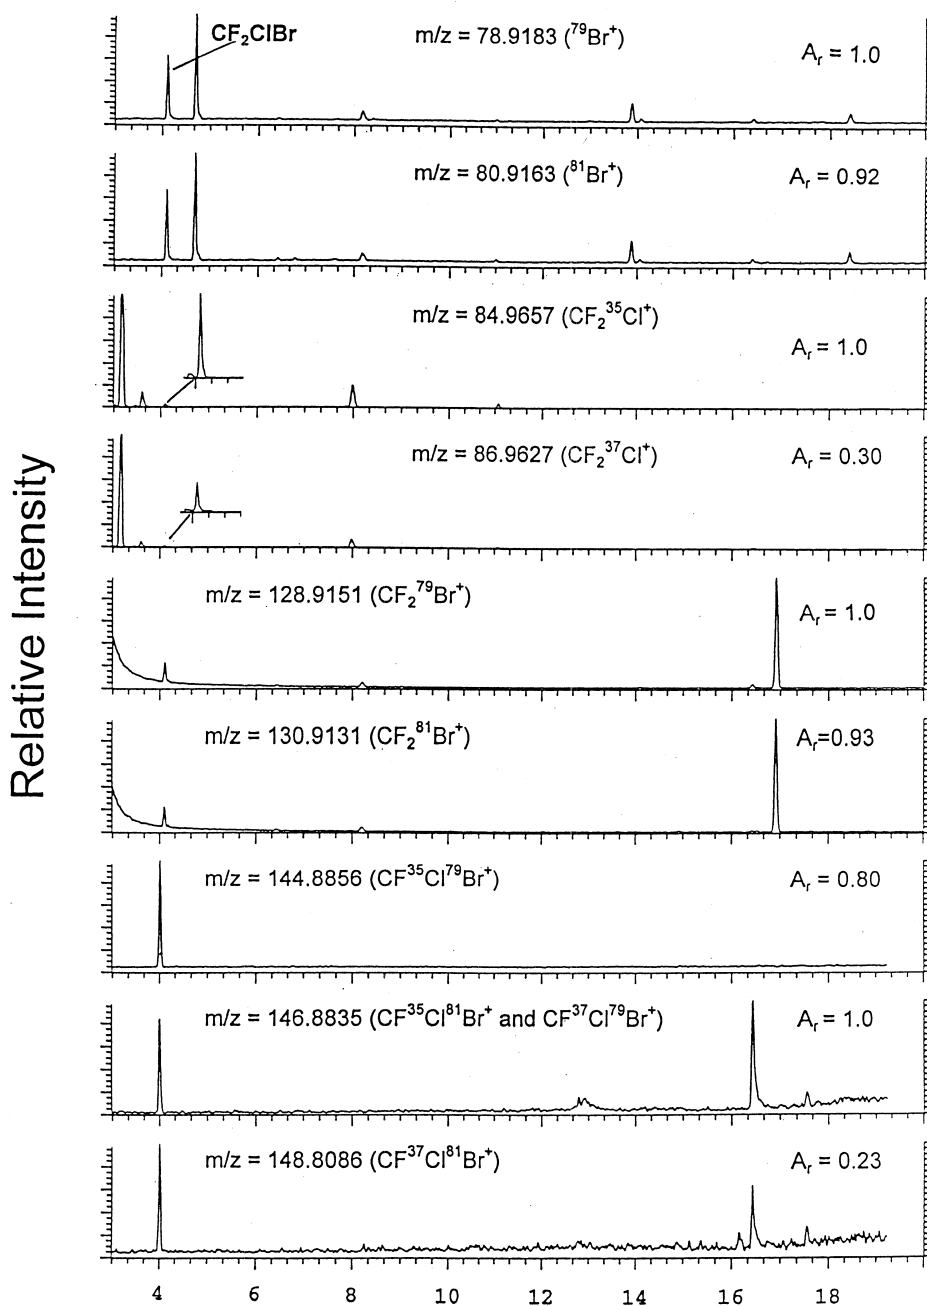 CF₂ClBr
m/z = 78.9183 (⁷⁹Br⁺)
Aᵣ = 1.0
m/z = 80.9163 (⁸¹Br⁺)
Aᵣ = 0.92
m/z = 84.9657 (CF₂³⁵Cl⁺)
Aᵣ = 1.0
m/z = 86.9627 (CF₂³⁷Cl⁺)
Aᵣ = 0.30
Relative Intensity
m/z = 128.9151 (CF₂⁷⁹Br⁺)
Aᵣ = 1.0
m/z = 130.9131 (CF₂⁸¹Br⁺)
Aᵣ=0.93
m/z = 144.8856 (CF³⁵Cl⁷⁹Br⁺)
Aᵣ = 0.80
m/z = 146.8835 (CF³⁵Cl⁸¹Br⁺ and CF³⁷Cl⁷⁹Br⁺)
Aᵣ = 1.0
m/z = 148.8086 (CF³⁷Cl⁸¹Br⁺)
Aᵣ = 0.23
4 6 8 10 12 14 16 18